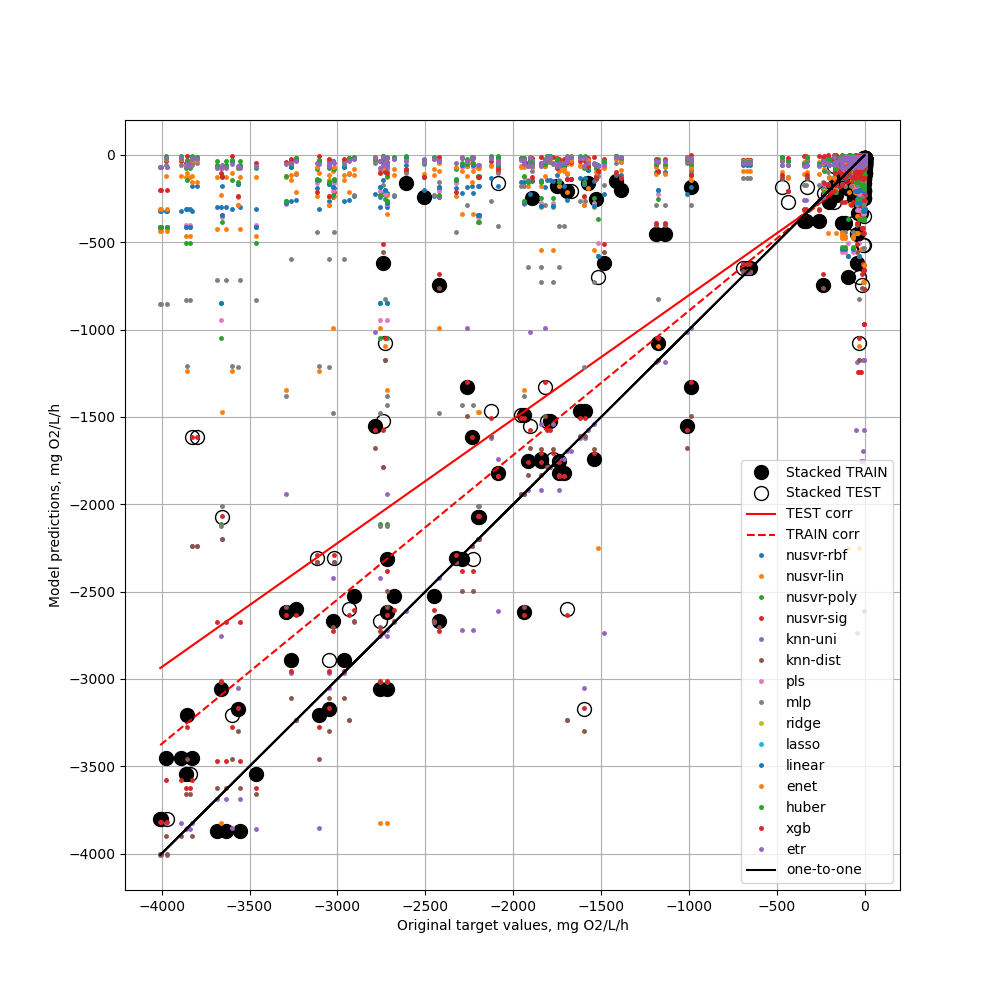 0
−500
−1000
−1500
−2000
−2500
−3000
−3500
−4000
Model predictions, mg O2/L/h
−4000 −3500 −3000 −2500 −2000 −1500 −1000 −500 0
Original target values, mg O2/L/h
Stacked TRAIN
Stacked TEST
TEST corr
TRAIN corr
nusvr-rbf
nusvr-lin
nusvr-poly
nusvr-sig
knn-uni
knn-dist
pls
mlp
ridge
lasso
linear
enet
huber
xgb
etr
one-to-one